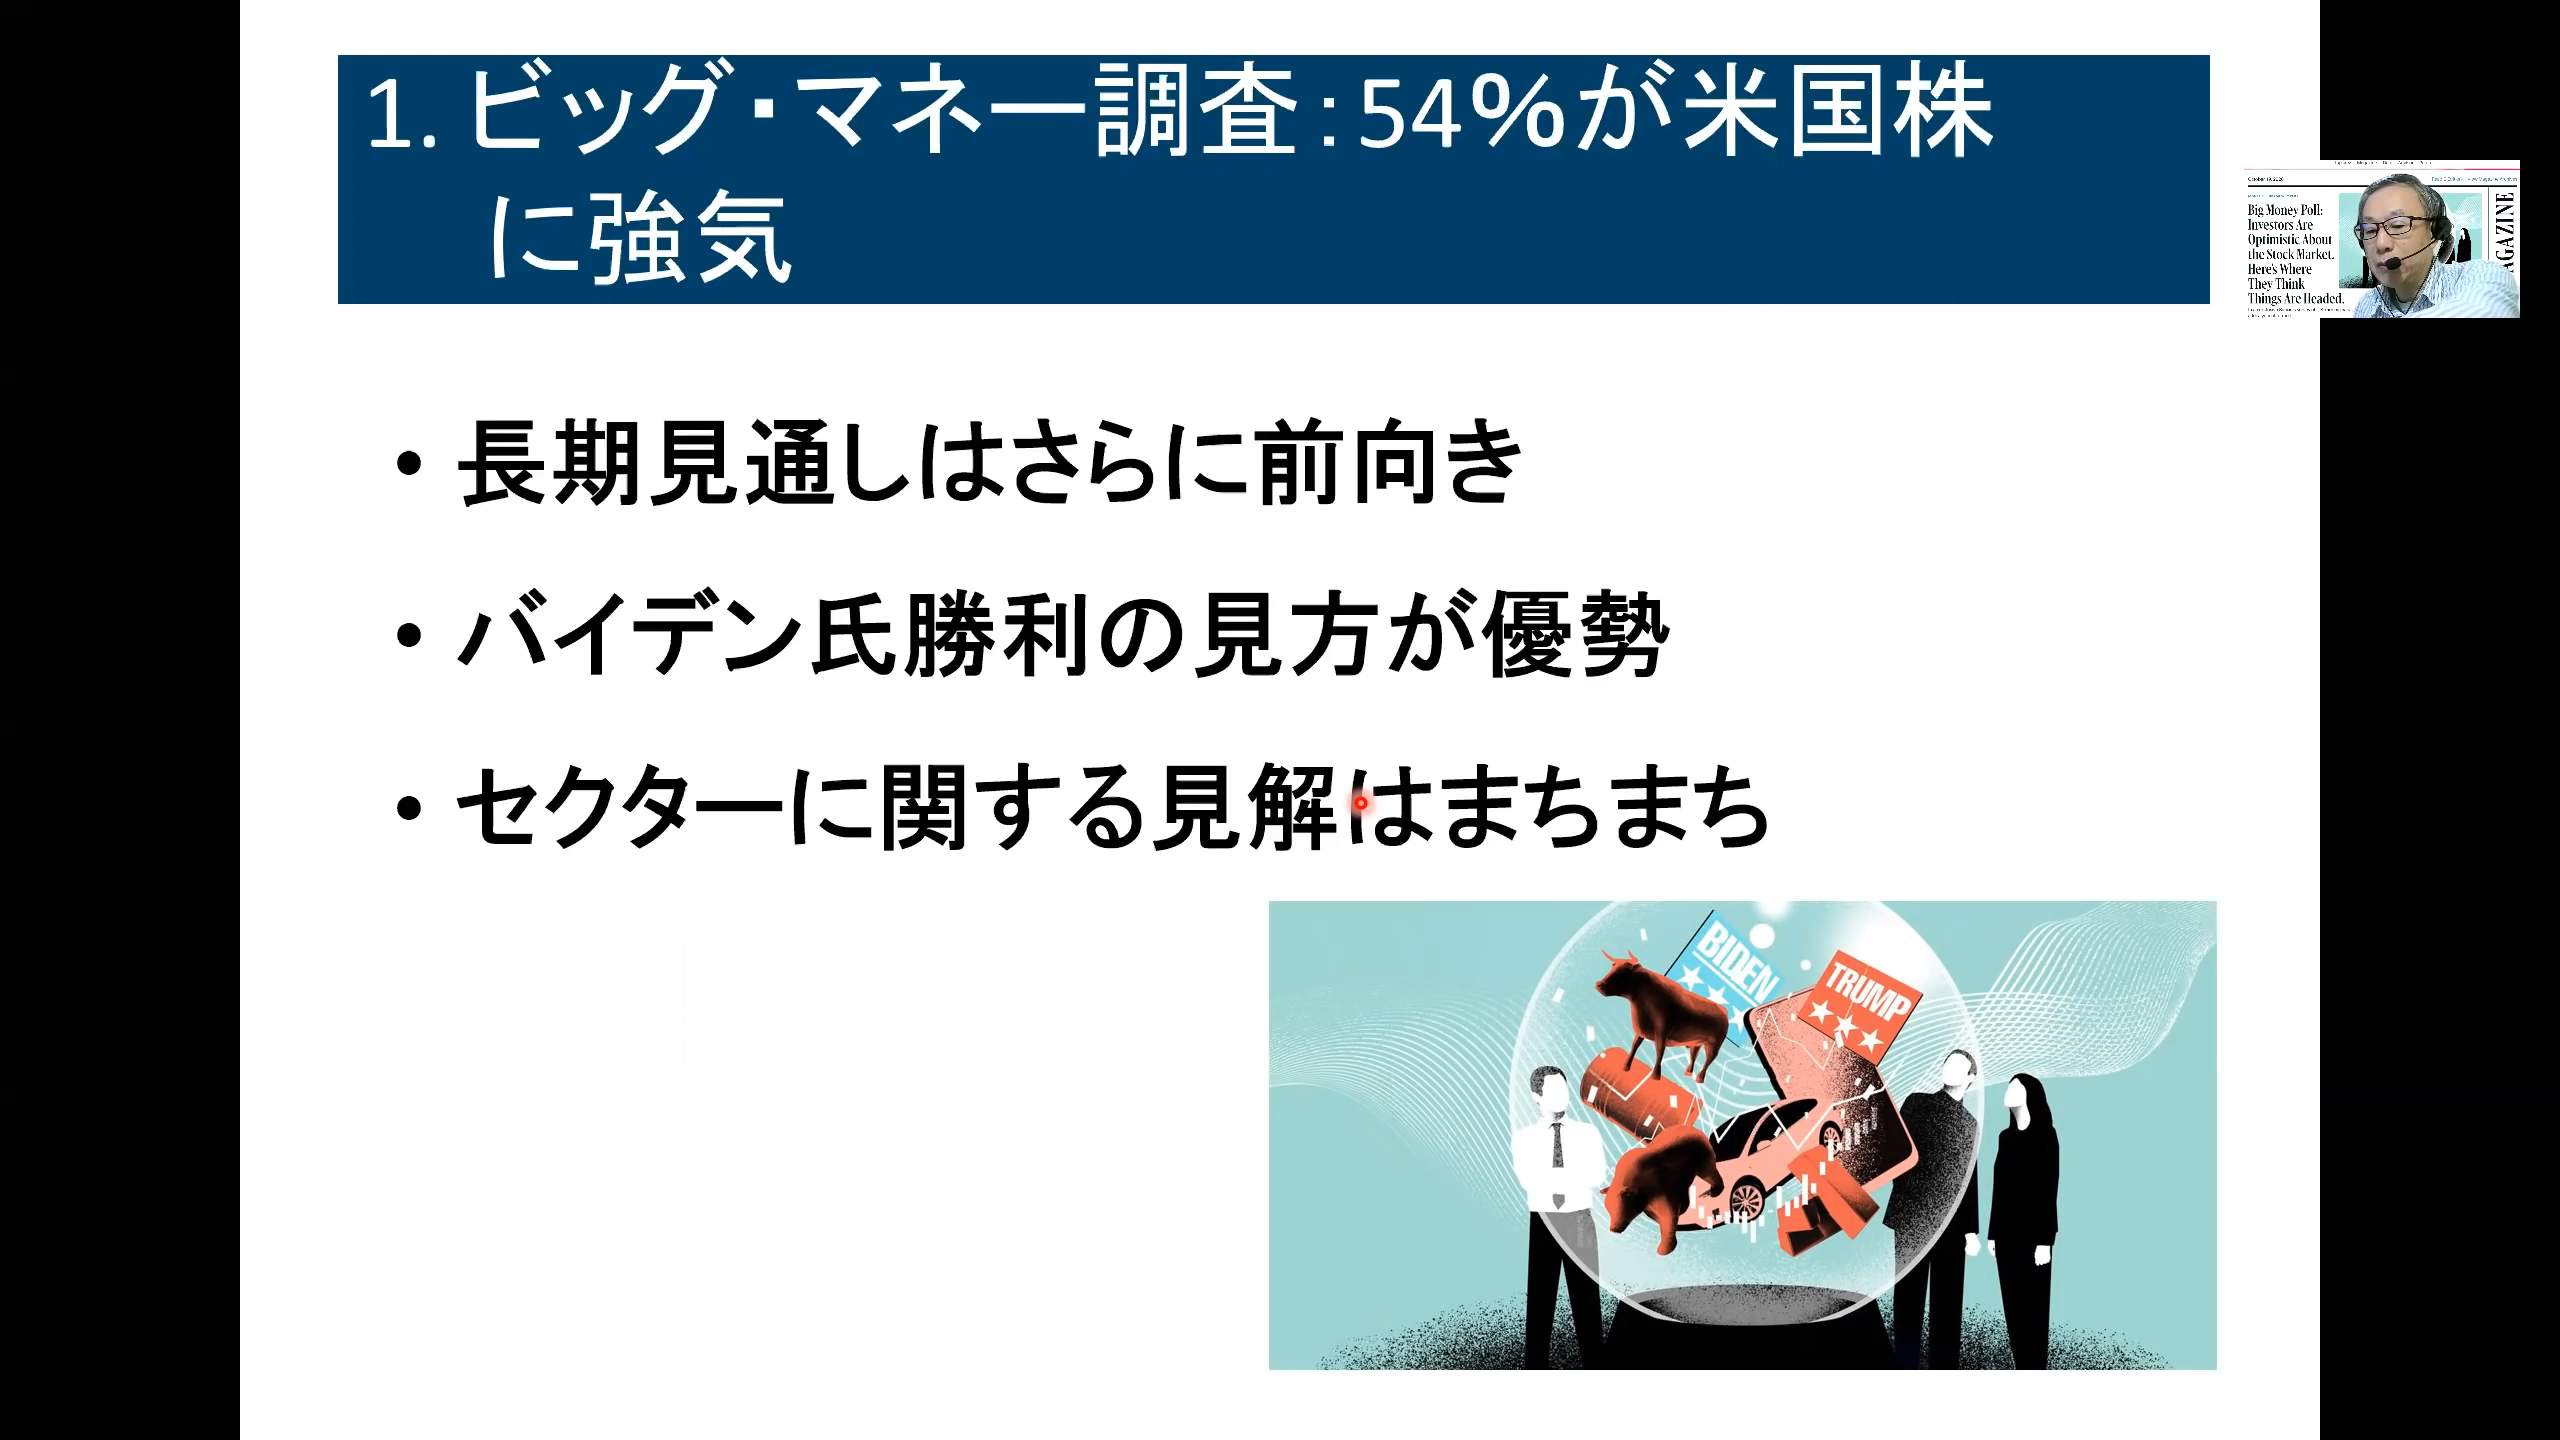 1. ビッグ・マネー調査：54％が米国株
に強気
• 長期見通しはさらに前向き
• バイデン氏勝利の見方が優勢
• セクターに関する見解はまちまち
BIDEN
TRUMP
October 19, 2020
Big Money Poll:
Investors Are
Optimistic About
the Stock Market.
Here's Where
They Think
Things Are Headed.
AGAZINE